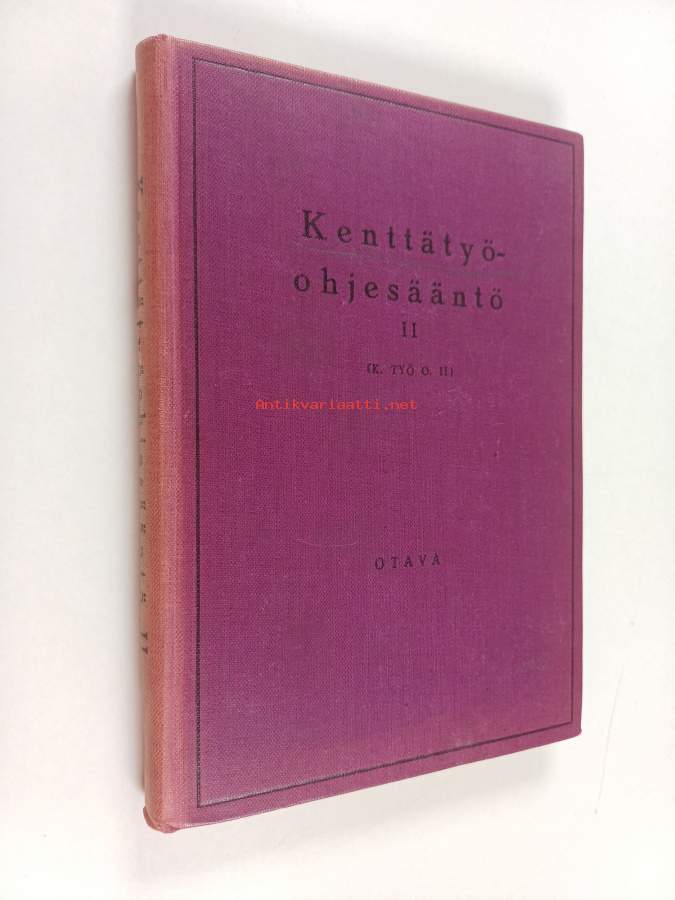 Kenttätyö-
ohjesääntö
II
(K. TYÖ O. II)
Antikvariaatti.net
OTAVA